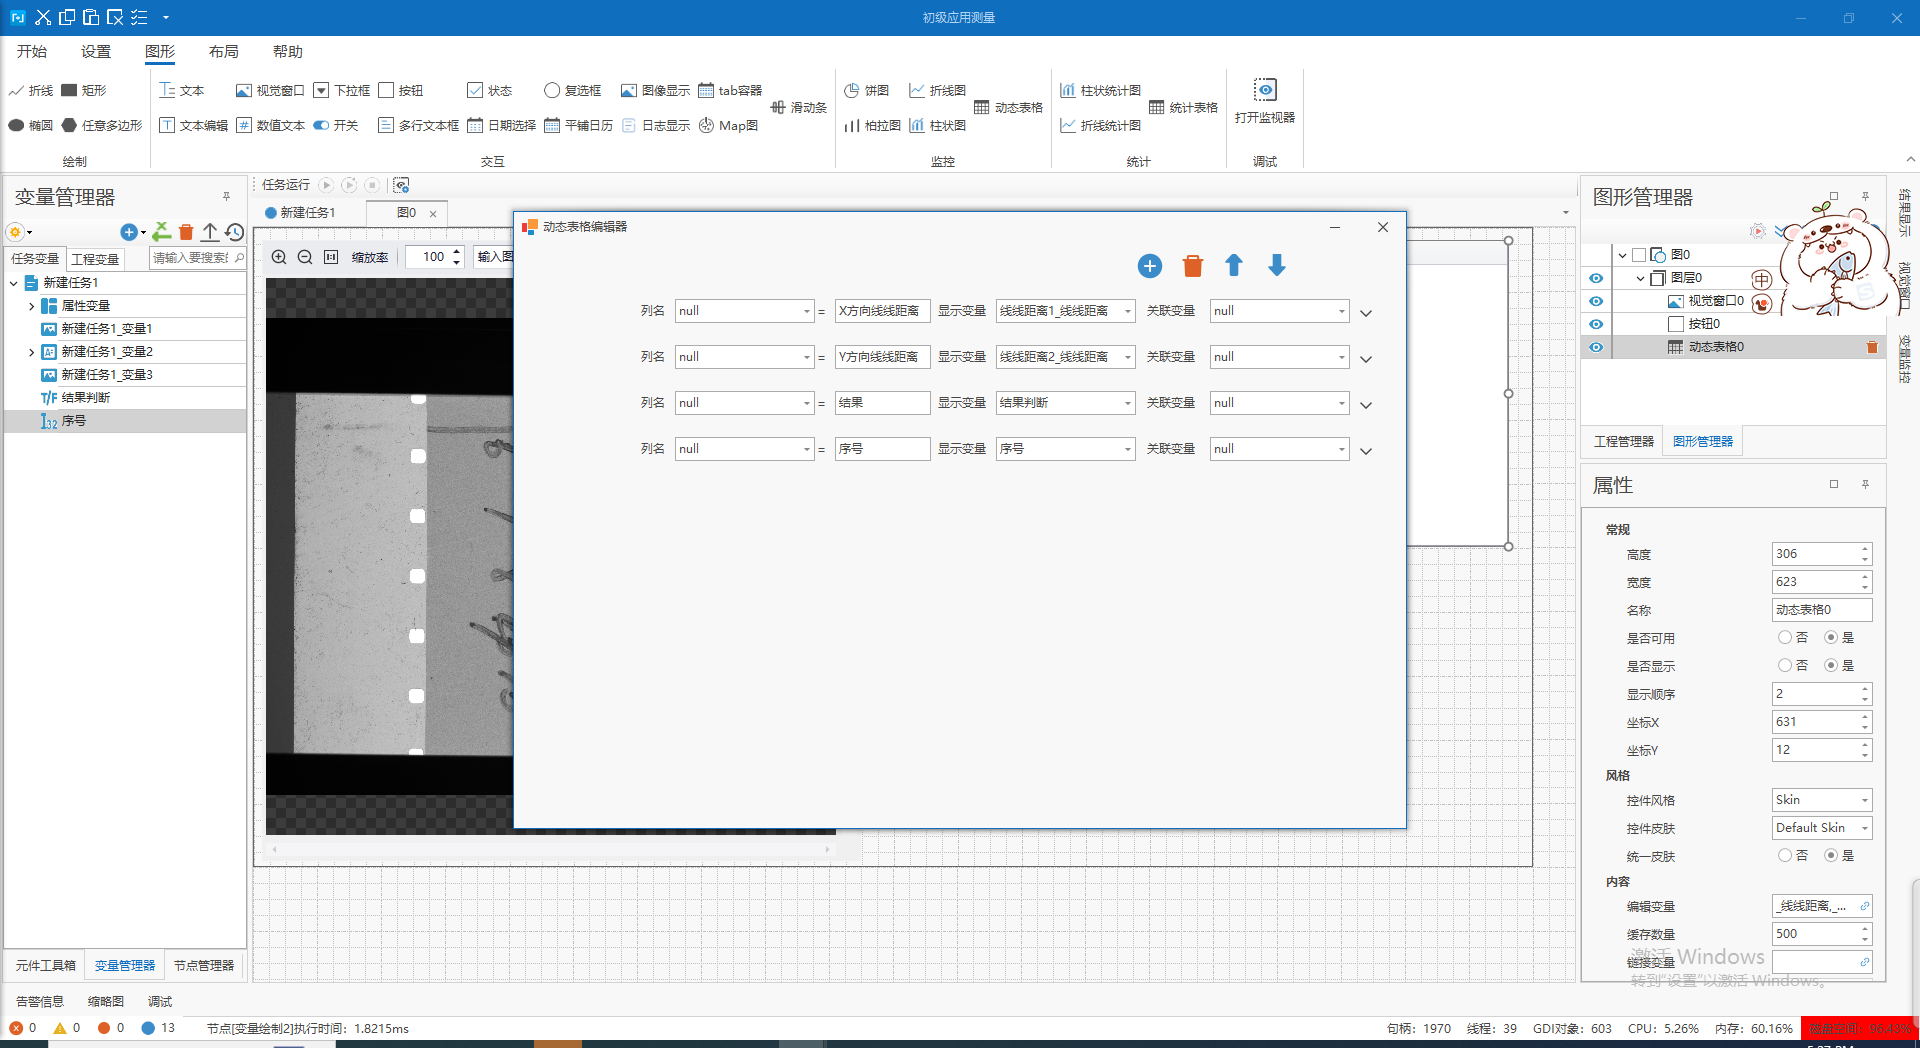 初级应用测量
开始 设置 图形 布局 帮助
折线 矩形 文本 视觉窗口 下拉框 按钮 状态 复选框 图像显示 tab容器 饼图 折线图 柱状统计图
滑动条 动态表格 统计表格 打开监视器
椭圆 任意多边形 文本编辑 数值文本 开关 多行文本框 日期选择 平铺日历 日志显示 Map图 柏拉图 柱状图 折线统计图
绘制 交互 监控 统计 调试
变量管理器
任务变量 工程变量 请输入要搜索
新建任务1
属性变量
新建任务1_变量1
新建任务1_变量2
新建任务1_变量3
T/F 结果判断
I32 序号
元件工具箱 变量管理器 节点管理器
任务运行
新建任务1 图0
缩放率 100 输入图
动态表格编辑器
列名 null = X方向线线距离 显示变量 线线距离1_线线距离 关联变量 null
列名 null = Y方向线线距离 显示变量 线线距离2_线线距离 关联变量 null
列名 null = 结果 显示变量 结果判断 关联变量 null
列名 null = 序号 显示变量 序号 关联变量 null
图形管理器
图0
图层0
视觉窗口0
按钮0
动态表格0
中
工程管理器 图形管理器
结果显示
视觉窗口
变量监控
属性
常规
高度 306
宽度 623
名称 动态表格0
是否可用 否 是
是否显示 否 是
显示顺序 2
坐标X 631
坐标Y 12
风格
控件风格 Skin
控件皮肤 Default Skin
统一皮肤 否 是
内容
编辑变量 _线线距离,_...
缓存数量 500
链接变量
激活 Windows
转到"设置"以激活 Windows。
告警信息 缩略图 调试
0 0 0 13 节点[变量绘制2]执行时间：1.8215ms
句柄：1970 线程：39 GDI对象：603 CPU：5.26% 内存：60.16%